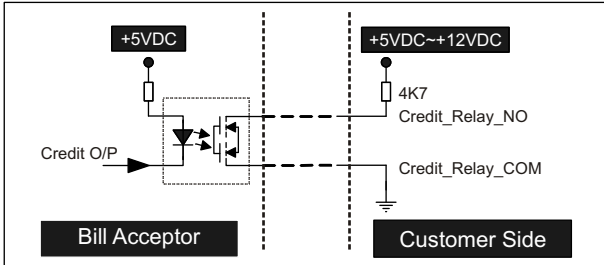 +5VDC
+5VDC~+12VDC
4K7
Credit_Relay_NO
Credit O/P
Credit_Relay_COM
Bill Acceptor
Customer Side